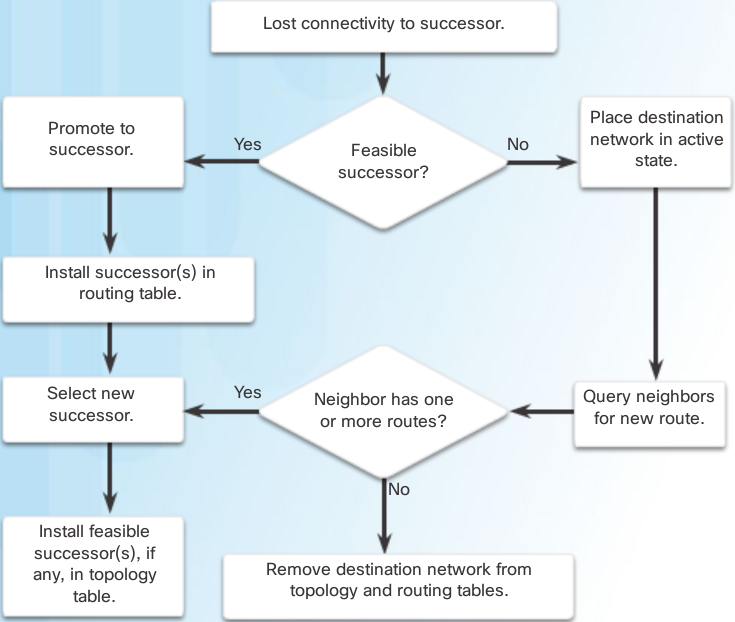 Lost connectivity to successor.
Promote to
successor.
Yes
Feasible
successor?
No
Place destination
network in active
state.
Install successor(s) in
routing table.
Select new
successor.
Yes
Neighbor has one
or more routes?
Query neighbors
for new route.
No
Install feasible
successor(s), if
any, in topology
table.
Remove destination network from
topology and routing tables.